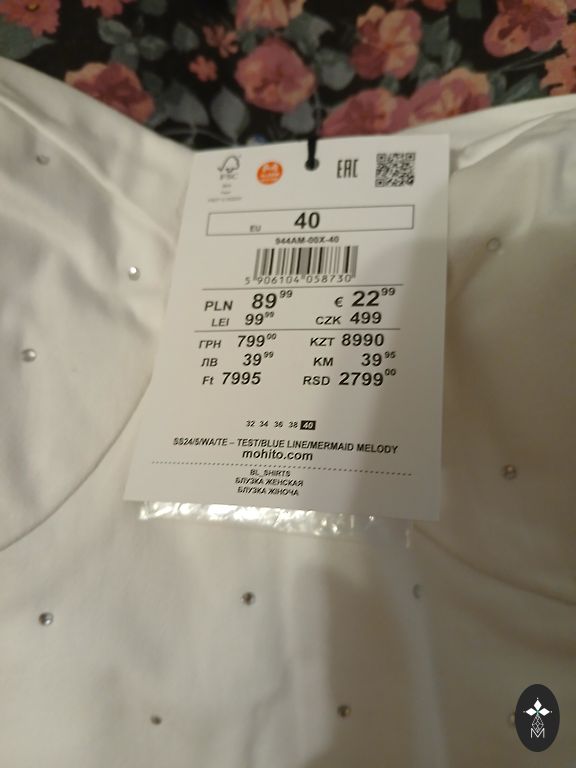 FSC
EAC
EU 40
944AM-00X-40
5 906104 058730
PLN 89⁹⁹ € 22⁹⁹
LEI 99⁹⁹ CZK 499
ГРН 799⁰⁰ KZT 8990
ЛВ 39⁹⁹ KM 39⁹⁵
Ft 7995 RSD 2799⁰⁰
32 34 36 38 40
SS24/5/WA/TE – TEST/BLUE LINE/MERMAID MELODY
mohito.com
BL_SHIRTS
БЛУЗКА ЖЕНСКАЯ
БЛУЗКА ЖІНОЧА
M